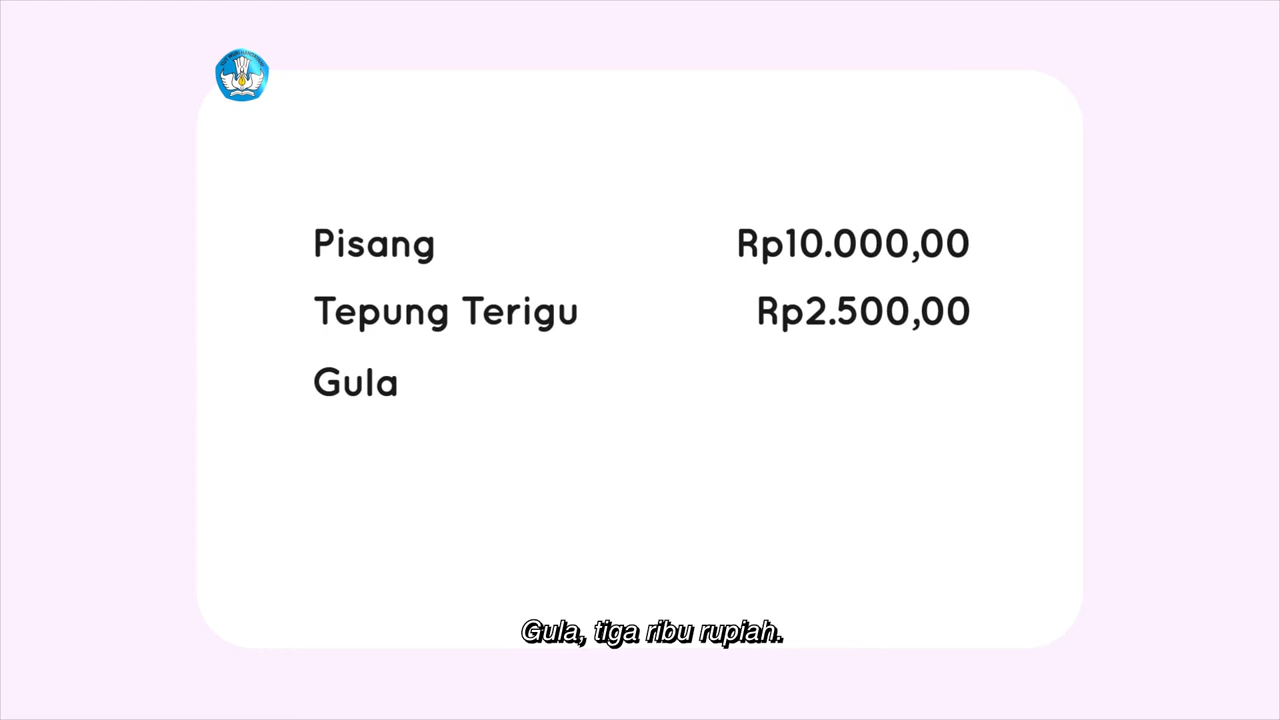 Pisang Rp10.000,00
Tepung Terigu Rp2.500,00
Gula
Gula, tiga ribu rupiah.